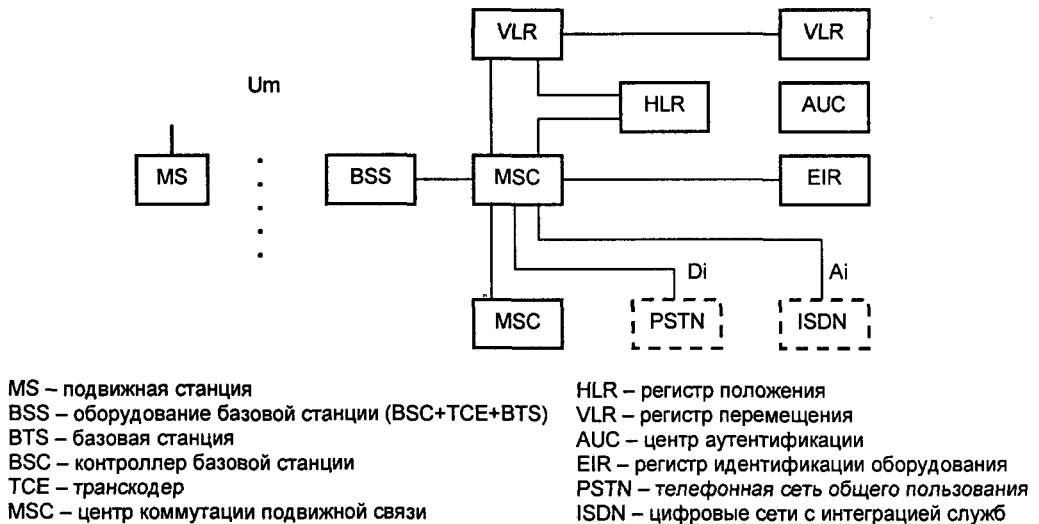 VLR VLR
Um
HLR AUC
MS BSS MSC EIR
Di Ai
MSC PSTN ISDN
MS – подвижная станция
BSS – оборудование базовой станции (BSC+TCE+BTS)
BTS – базовая станция
BSC – контроллер базовой станции
TCE – транскодер
MSC – центр коммутации подвижной связи
HLR – регистр положения
VLR – регистр перемещения
AUC – центр аутентификации
EIR – регистр идентификации оборудования
PSTN – телефонная сеть общего пользования
ISDN – цифровые сети с интеграцией служб